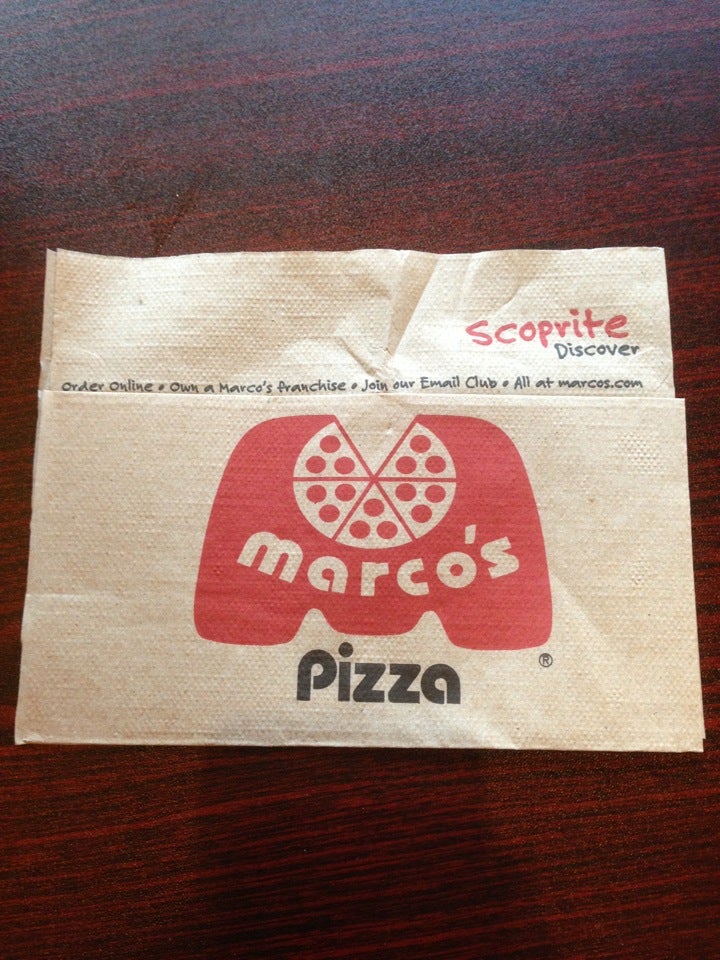 Scoprite
Discover
Order Online • Own a Marco's franchise • Join our Email Club • All at marcos.com
marco's
Pizza
®